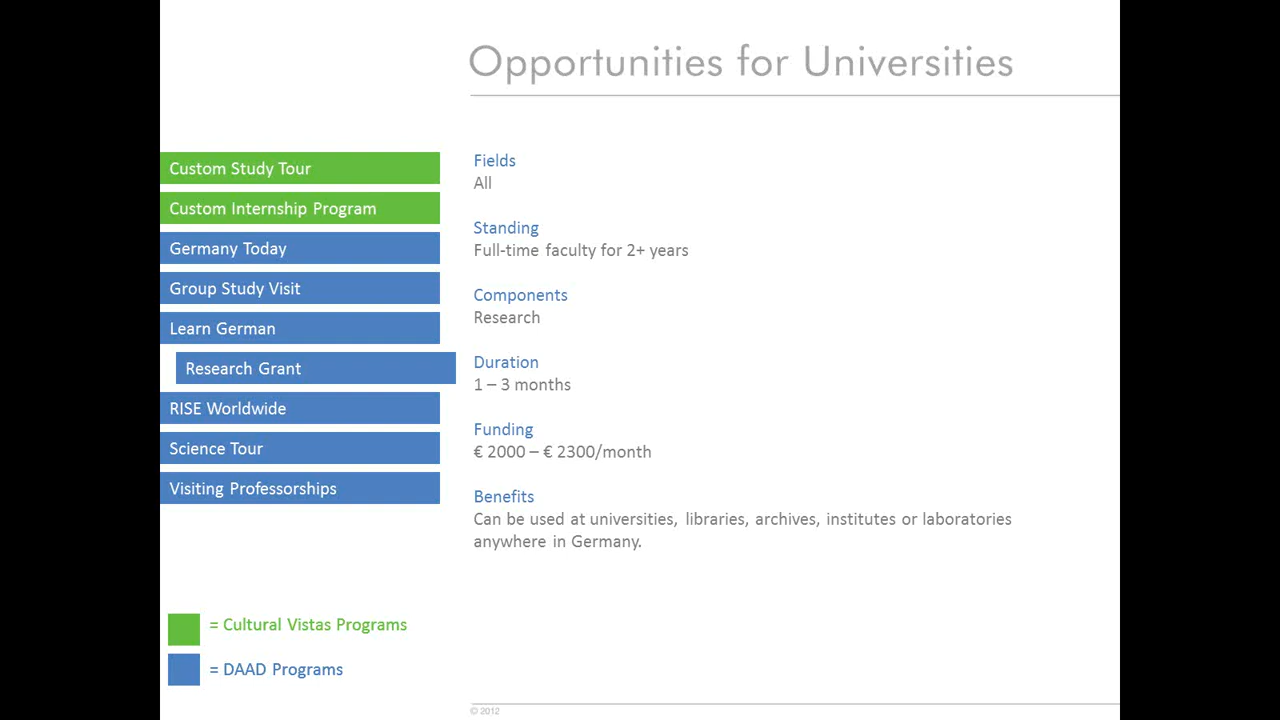 Opportunities for Universities
Custom Study Tour
Custom Internship Program
Germany Today
Group Study Visit
Learn German
Research Grant
RISE Worldwide
Science Tour
Visiting Professorships
Fields
All
Standing
Full-time faculty for 2+ years
Components
Research
Duration
1 – 3 months
Funding
€ 2000 – € 2300/month
Benefits
Can be used at universities, libraries, archives, institutes or laboratories
anywhere in Germany.
= Cultural Vistas Programs
= DAAD Programs
© 2012